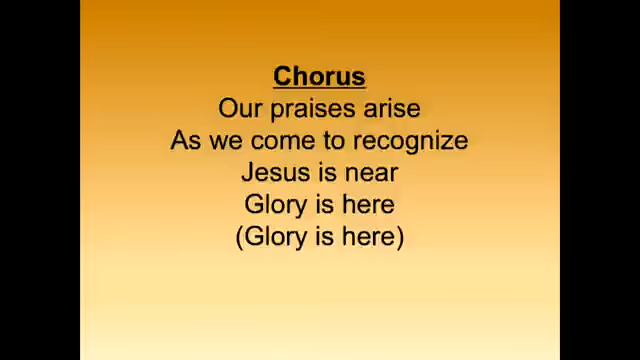 Chorus
Our praises arise
As we come to recognize
Jesus is near
Glory is here
(Glory is here)